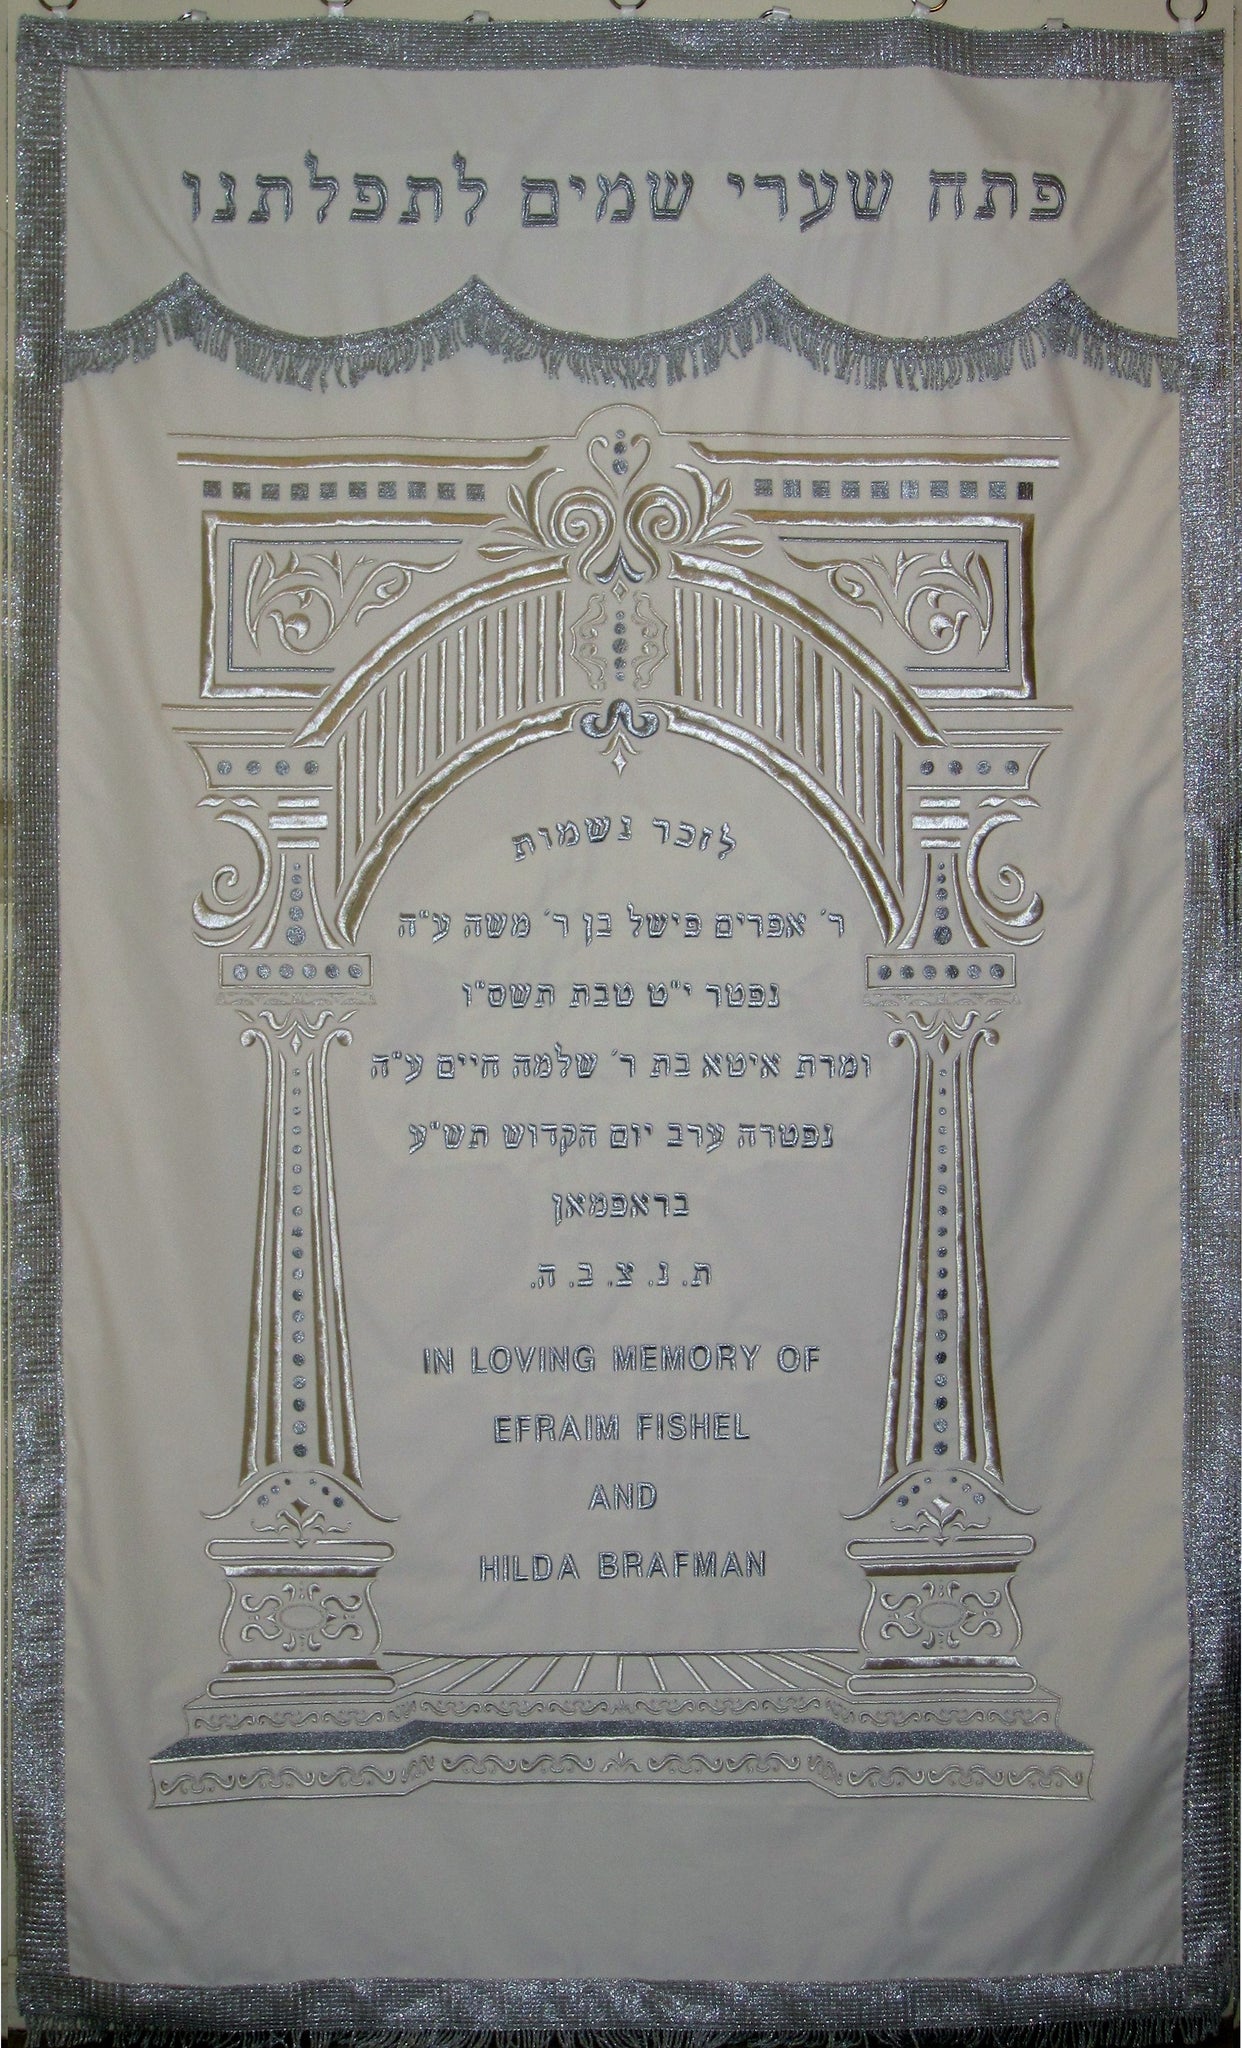 פתח שערי שמים לתפלתנו
לזכר נשמות
ר׳ אפרים פישל בן ר׳ משה ע״ה
נפטר י״ט טבת תשס״ו
ומרת איטא בת ר׳ שלמה חיים ע״ה
נפטרה ערב יום הקדוש תש״ע
בראפמאן
ת. נ. צ. ב. ה.
IN LOVING MEMORY OF
EFRAIM FISHEL
AND
HILDA BRAFMAN